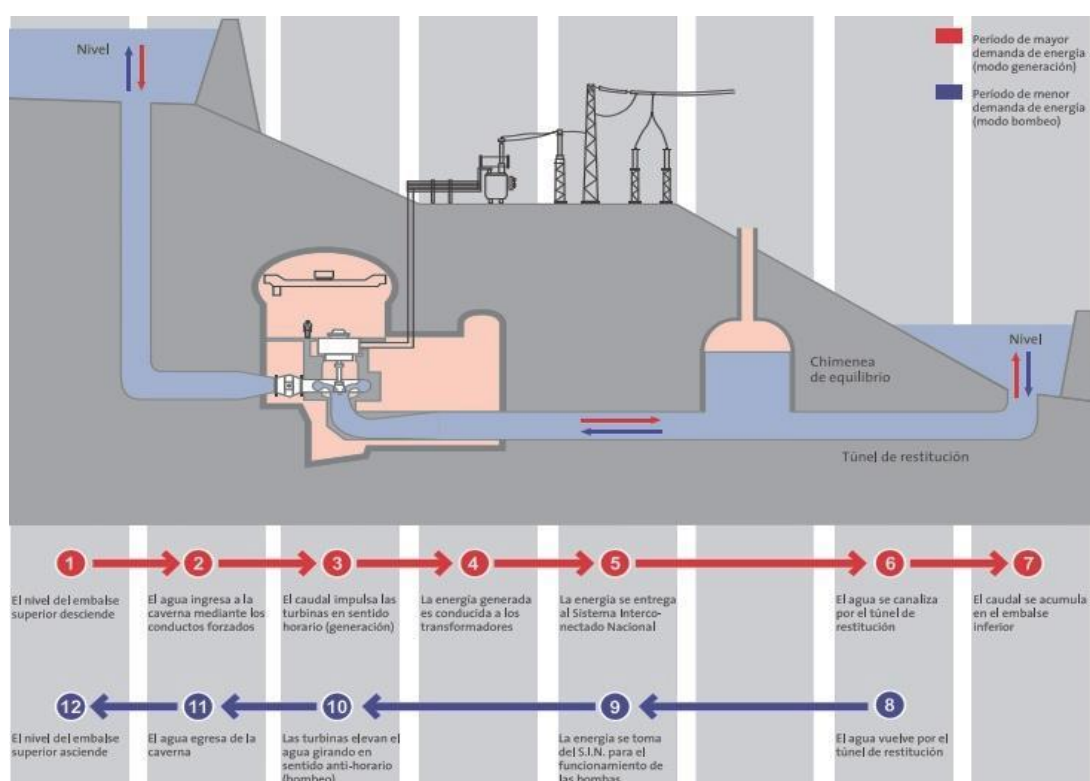 Nivel
Período de mayor
demanda de energía
(modo generación)
Período de menor
demanda de energía
(modo bombeo)
Nivel
Chimenea
de equilibrio
Túnel de restitución
1
2
3
4
5
6
7
El nivel del embalse
superior desciende
El agua ingresa a la
caverna mediante los
conductos forzados
El caudal impulsa las
turbinas en sentido
horario (generación)
La energía generada
es conducida a los
transformadores
La energía se entrega
al Sistema Interco-
nectado Nacional
El agua se canaliza
por el túnel de
restitución
El caudal se acumula
en el embalse
inferior
12
11
10
9
8
El nivel del embalse
superior asciende
El agua egresa de la
caverna
Las turbinas elevan el
agua girando en
sentido anti-horario
(bombeo)
La energía se toma
del S.I.N. para el
funcionamiento de
las bombas
El agua vuelve por el
túnel de restitución